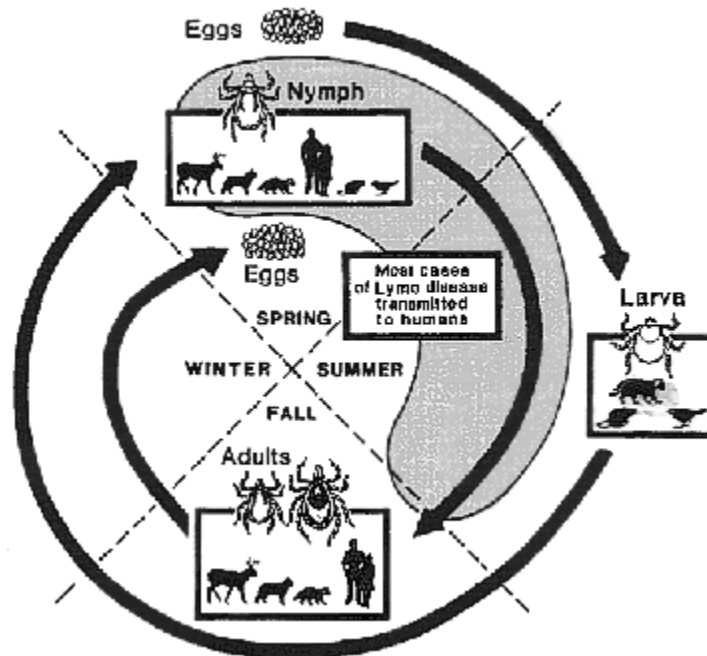 Eggs
Nymph
Eggs
Most cases
of Lyme disease
transmitted
to humans
Larva
SPRING
WINTER
SUMMER
FALL
Adults